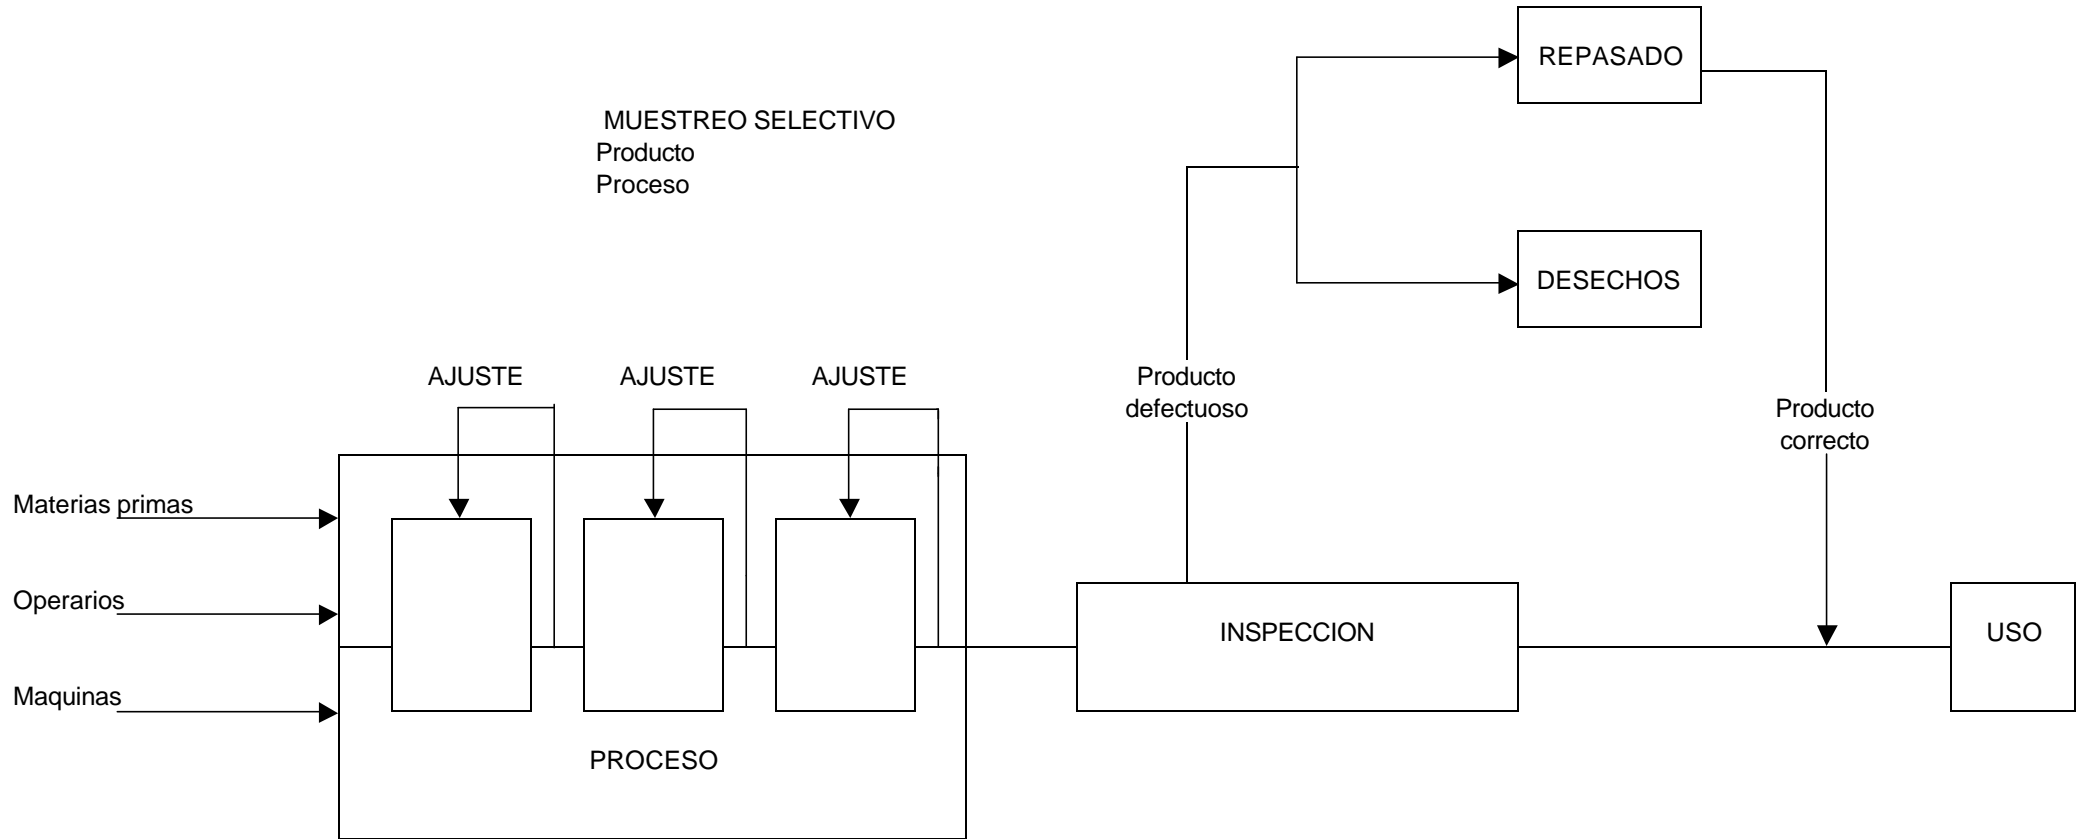 REPASADO
MUESTREO SELECTIVO
Producto
Proceso
DESECHOS
AJUSTE
AJUSTE
AJUSTE
Producto
defectuoso
Producto
correcto
Materias primas
Operarios
INSPECCION
USO
Maquinas
PROCESO